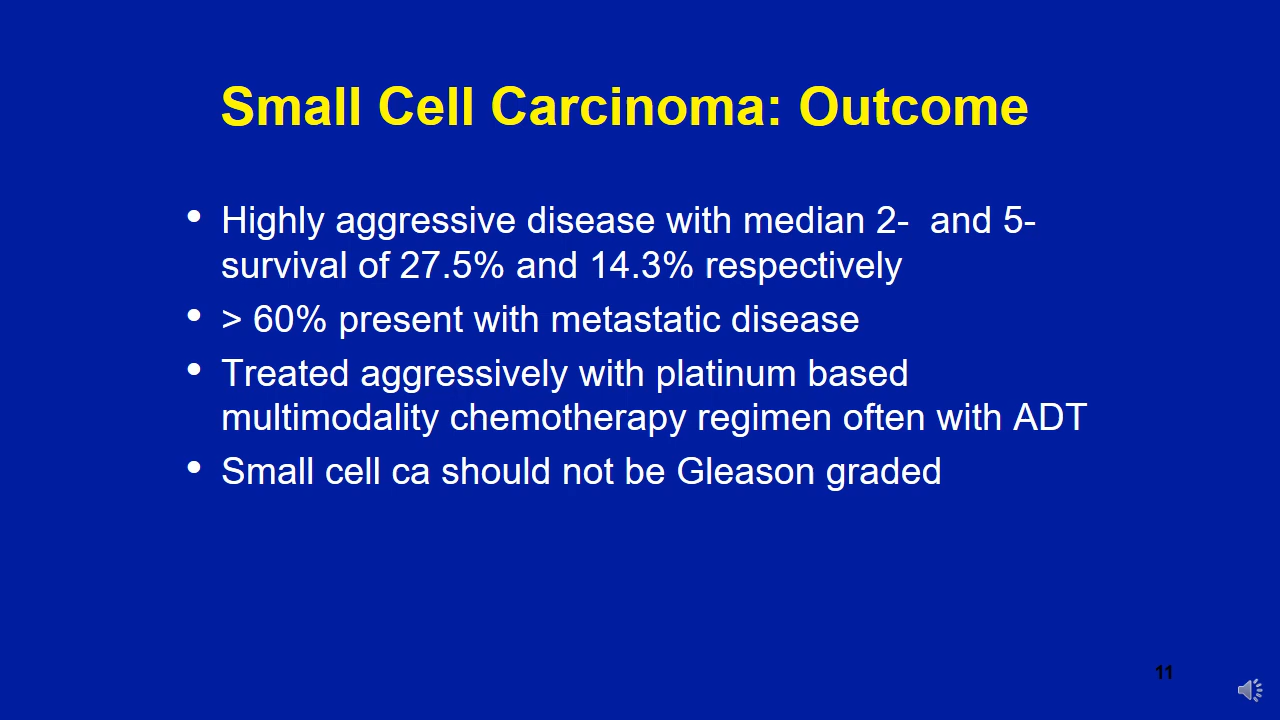 Small Cell Carcinoma: Outcome
• Highly aggressive disease with median 2-  and 5-
survival of 27.5% and 14.3% respectively
• > 60% present with metastatic disease
• Treated aggressively with platinum based
multimodality chemotherapy regimen often with ADT
• Small cell ca should not be Gleason graded
11